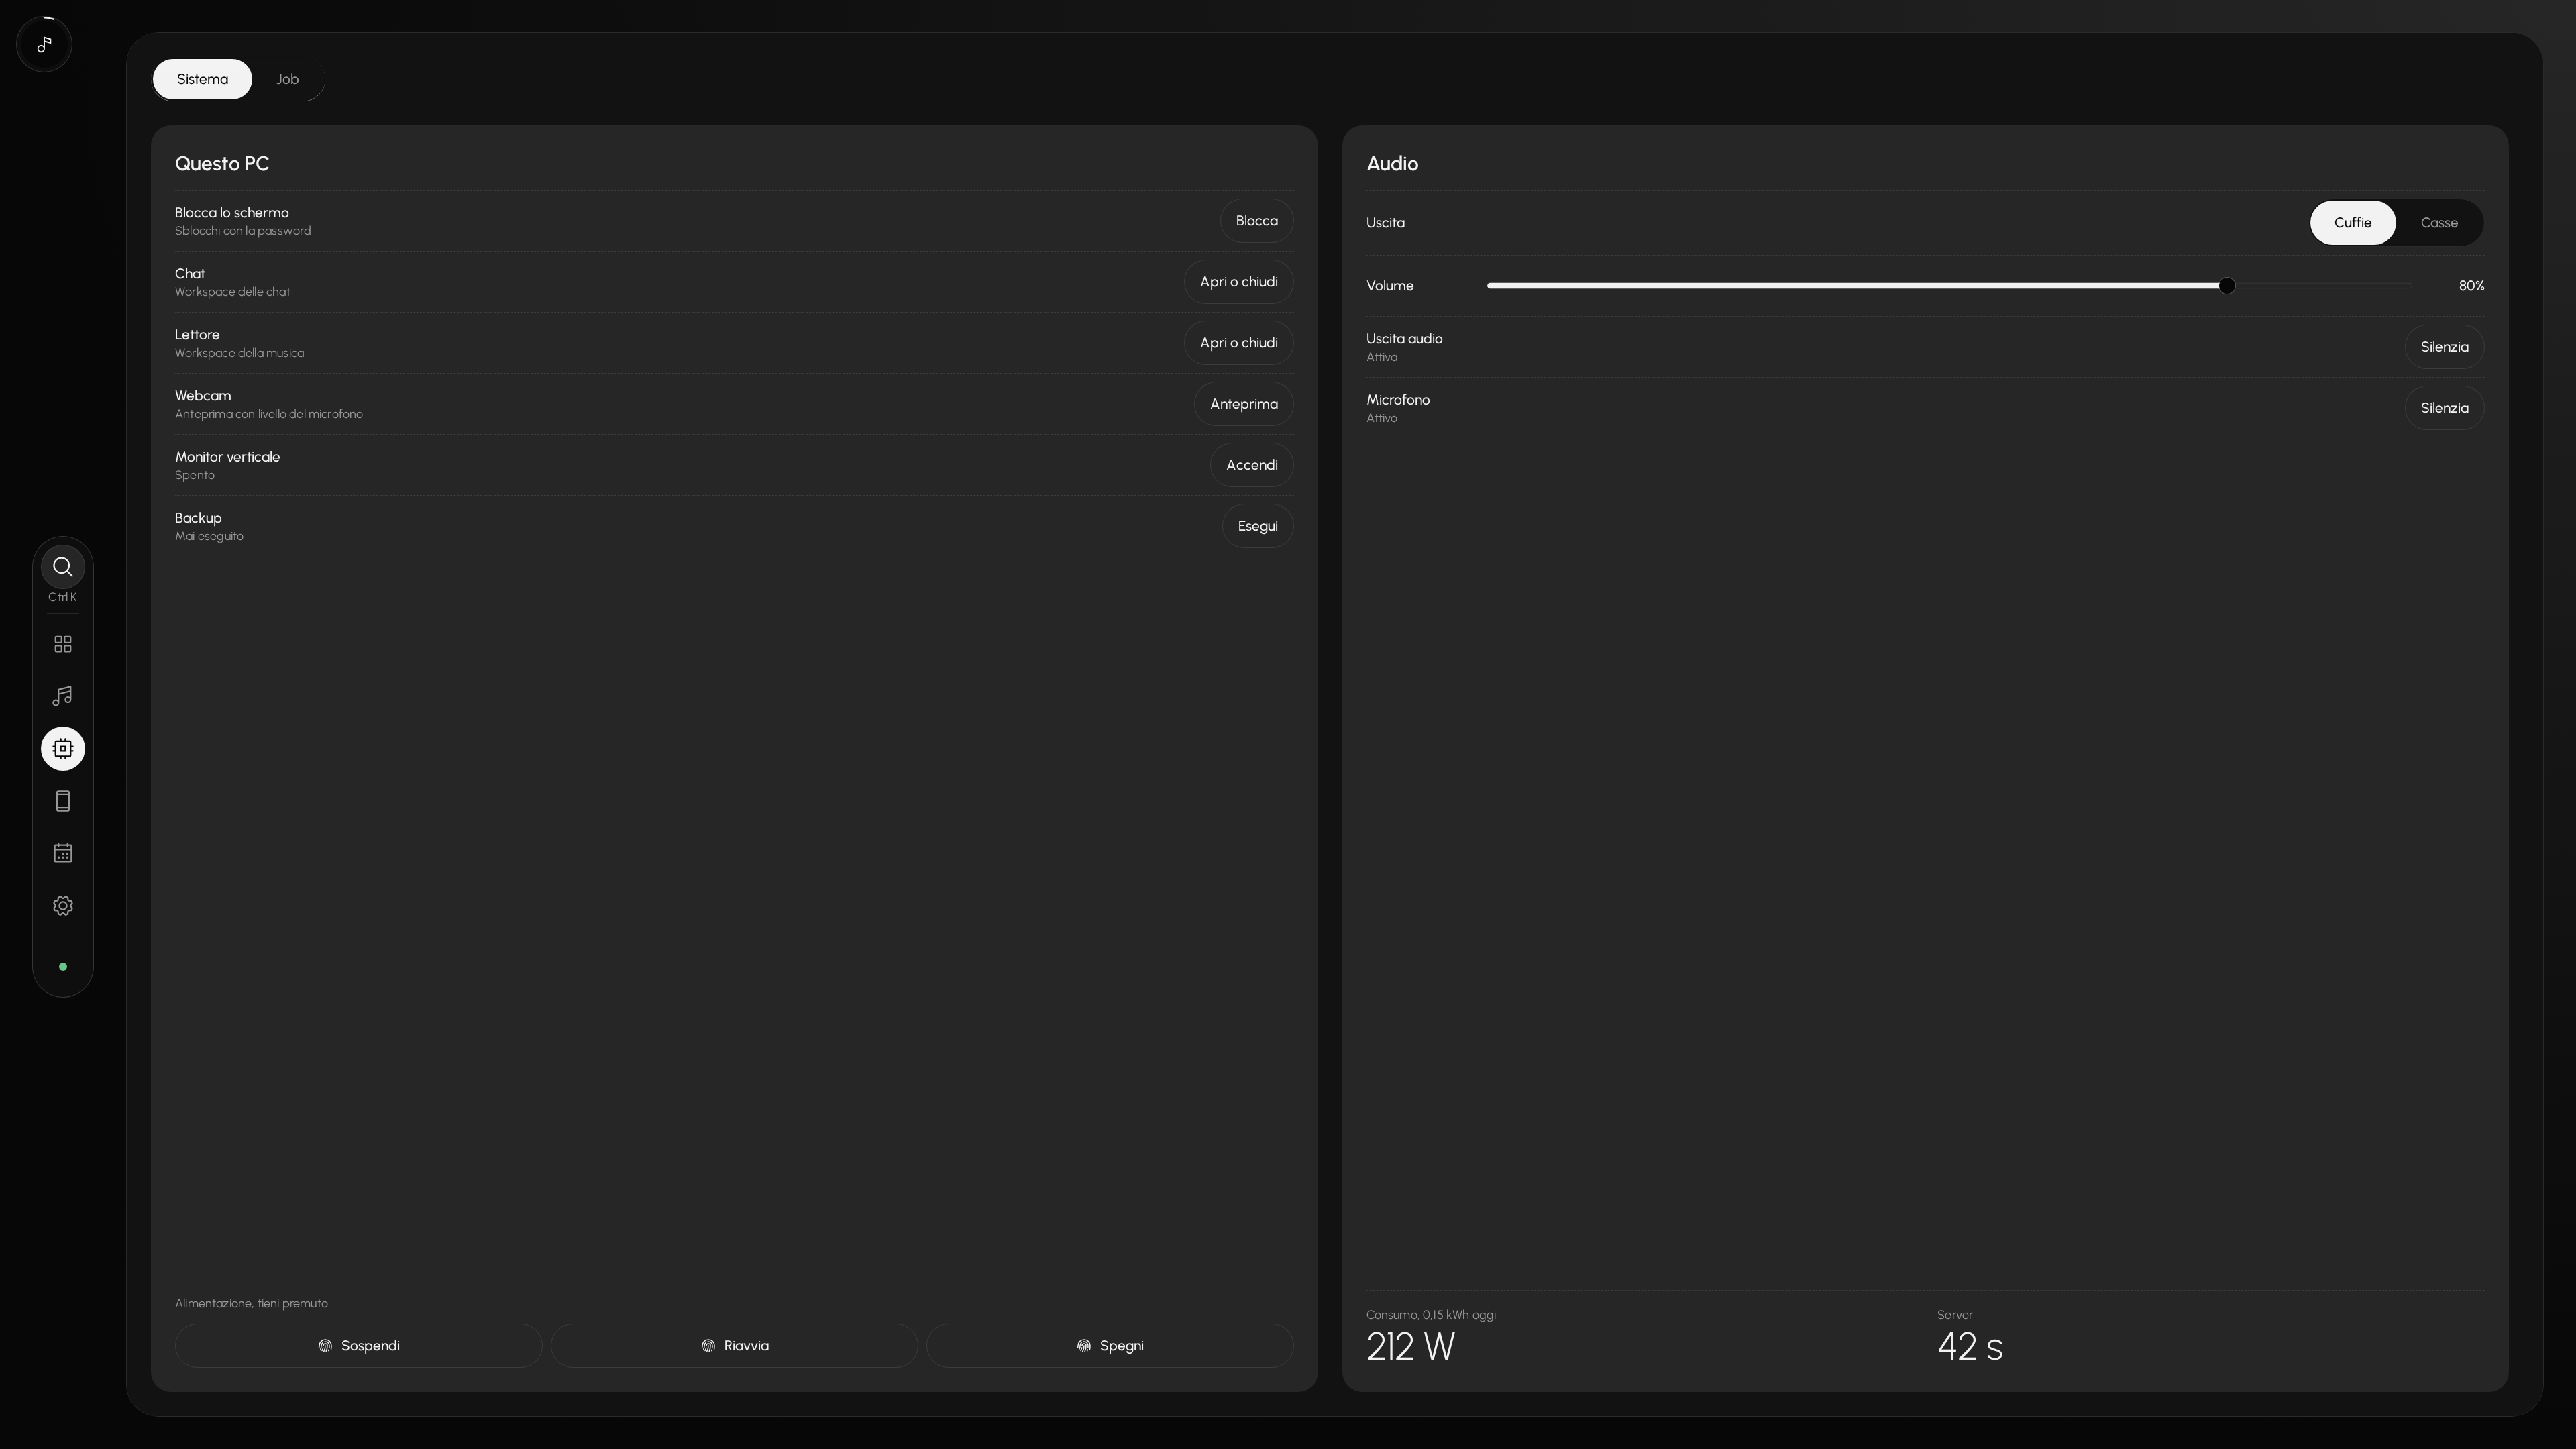 Sistema
Job
Questo PC
Blocca lo schermo
Sblocchi con la password
Blocca
Chat
Workspace delle chat
Apri o chiudi
Lettore
Workspace della musica
Apri o chiudi
Webcam
Anteprima con livello del microfono
Anteprima
Monitor verticale
Spento
Accendi
Backup
Mai eseguito
Esegui
Alimentazione, tieni premuto
Sospendi
Riavvia
Spegni
Audio
Uscita
Cuffie
Casse
Volume
80%
Uscita audio
Attiva
Silenzia
Microfono
Attivo
Silenzia
Consumo, 0,15 kWh oggi
212 W
Server
42 s
Ctrl K